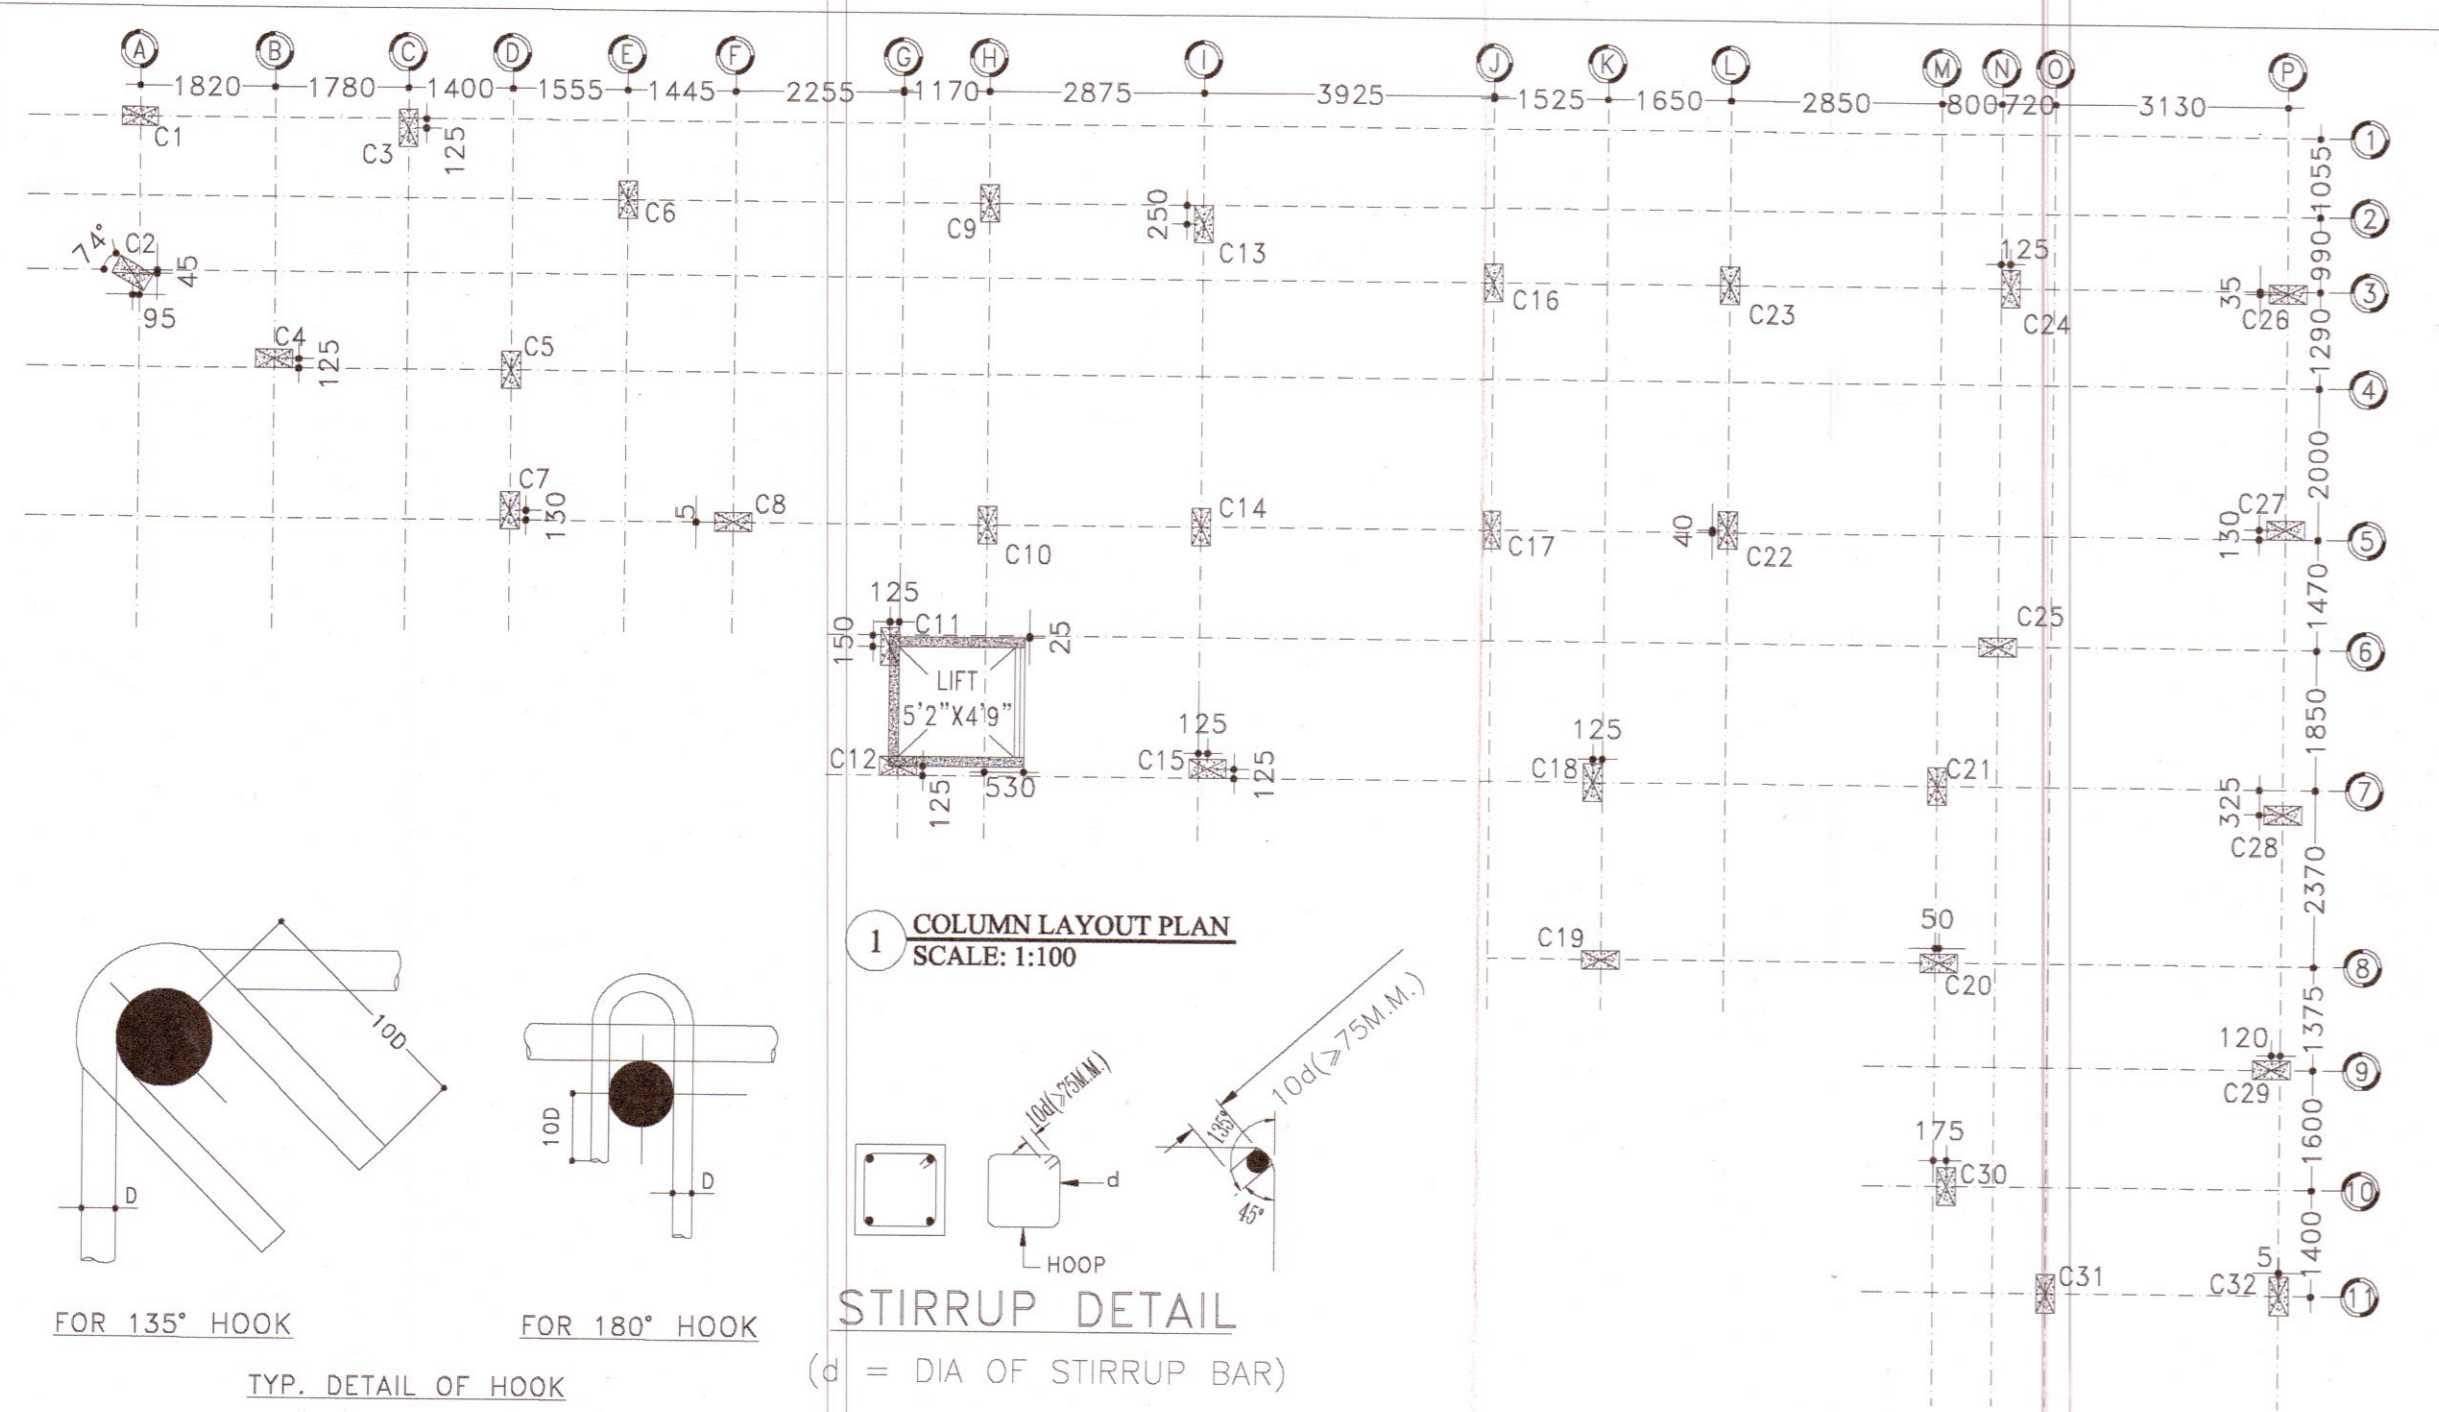 A B C D E F G H I J K L M N O P
1820 1780 1400 1555 1445 2255 1170 2875 3925 1525 1650 2850 800 720 3130
C1
C3
125
1
1055
C6
C9
250
C13
2
990
74°
C2
45
95
C16
C23
125
C24
35
C26
3
1290
C4
125
C5
4
2000
C7
130
5
C8
C10
C14
C17
40
C22
C27
130
5
1470
125
C11
150
25
LIFT
5'2"X4'9"
C25
6
1850
C12
125
530
125
C15
125
125
C18
C21
325
C28
7
2370
1 COLUMN LAYOUT PLAN
SCALE: 1:100
C19
50
C20
8
1375
120
C29
9
1600
175
C30
10
1400
C31
5
C32
11
10D
D
FOR 135° HOOK
10D
D
FOR 180° HOOK
TYP. DETAIL OF HOOK
10d(≥75M.M.)
d
HOOP
10d(≥75M.M.)
135°
45°
STIRRUP DETAIL
(d = DIA OF STIRRUP BAR)